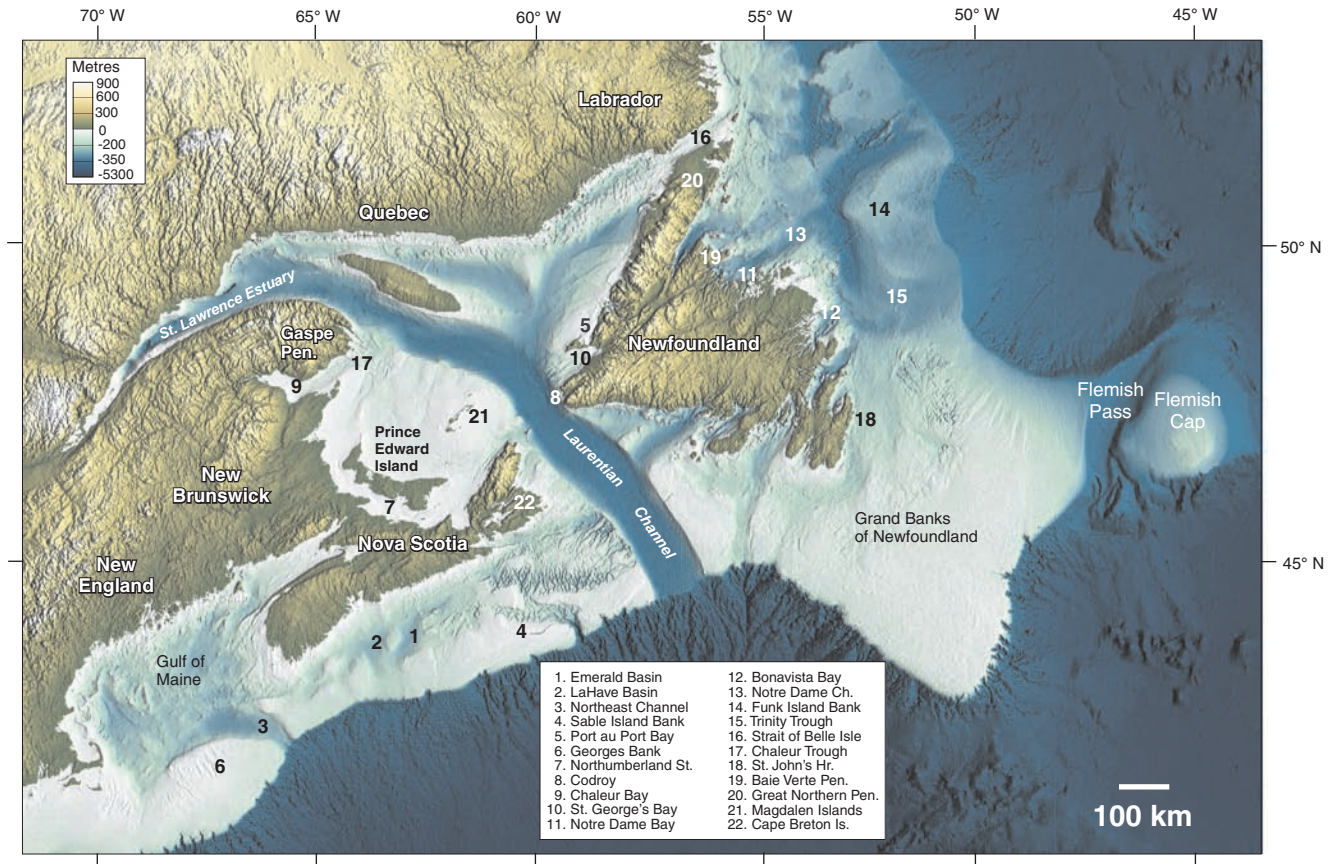 70° W
65° W
60° W
55° W
50° W
45° W
Metres
900
600
300
0
-200
-350
-5300
Labrador
16
20
Quebec
14
13
50° N
19
11
St. Lawrence Estuary
15
12
5
Gaspe
Pen.
Newfoundland
17
10
9
8
Flemish
Pass
Flemish
Cap
21
18
Prince
Edward
Island
Laurentian
Channel
New
Brunswick
22
7
Grand Banks
of Newfoundland
Nova Scotia
45° N
New
England
4
1
2
Gulf of
Maine
3
6
1. Emerald Basin
2. LaHave Basin
3. Northeast Channel
4. Sable Island Bank
5. Port au Port Bay
6. Georges Bank
7. Northumberland St.
8. Codroy
9. Chaleur Bay
10. St. George's Bay
11. Notre Dame Bay
12. Bonavista Bay
13. Notre Dame Ch.
14. Funk Island Bank
15. Trinity Trough
16. Strait of Belle Isle
17. Chaleur Trough
18. St. John's Hr.
19. Baie Verte Pen.
20. Great Northern Pen.
21. Magdalen Islands
22. Cape Breton Is.
100 km